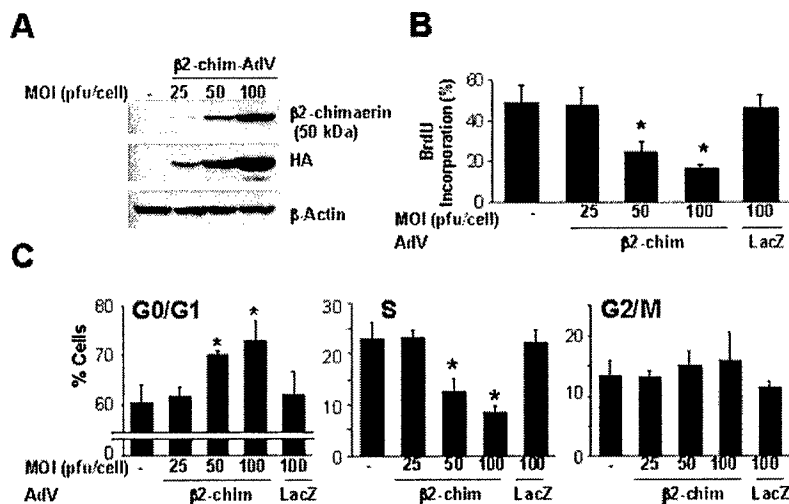 A
β2-chim-AdV
MOI (pfu/cell) - 25 50 100
β2-chimaerin
(50 kDa)
HA
β-Actin
B
BrdU
Incorporation (%)
60
40
20
0
* *
MOI (pfu/cell) - 25 50 100 100
AdV β2-chim LacZ
C
% Cells
G0/G1
80
70
60
0
* *
MOI (pfu/cell) - 25 50 100 100
AdV β2-chim LacZ
S
30
20
10
0
* *
- 25 50 100 100
β2-chim LacZ
G2/M
20
10
0
- 25 50 100 100
β2-chim LacZ